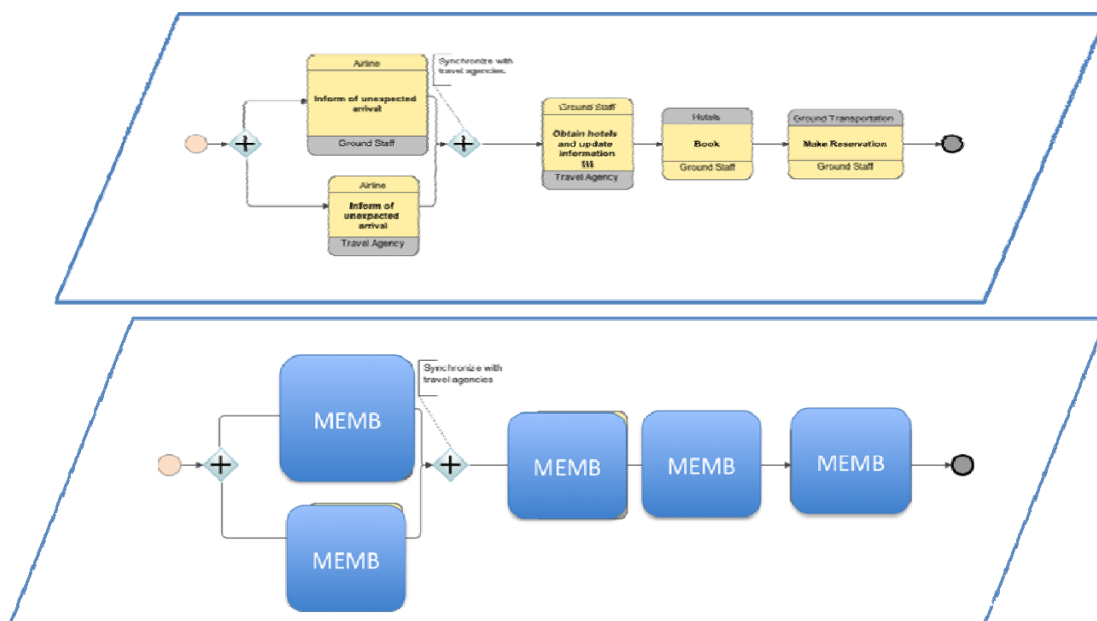 Synchronize with
travel agencies.
Airline
Inform of unexpected
arrival
Ground Staff
Airline
Inform of
unexpected
arrival
Travel Agency
Ground Staff
Obtain hotels
and update
information
Travel Agency
Hotels
Book
Ground Staff
Ground Transportation
Make Reservation
Ground Staff
Synchronize with
travel agencies
MEMB
MEMB
MEMB
MEMB
MEMB